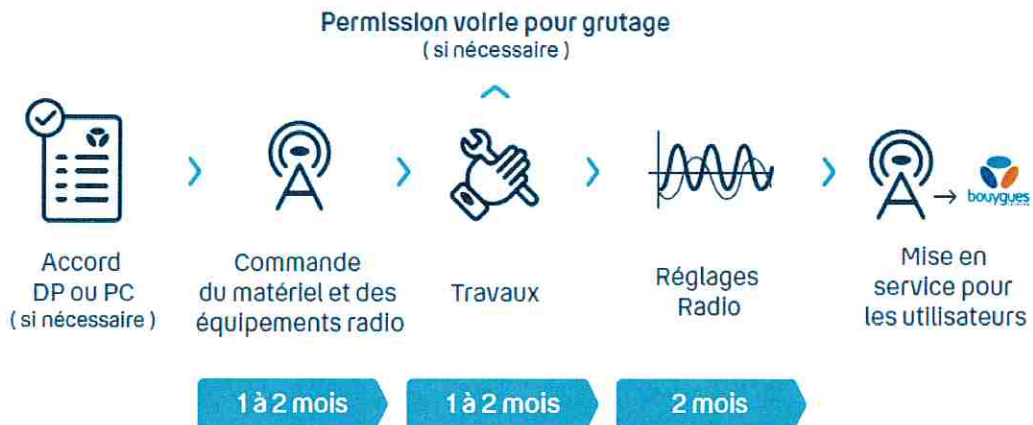 Permission voirie pour grutage
( si nécessaire )
Accord
DP ou PC
( si nécessaire )
Commande
du matériel et des
équipements radio
Travaux
Réglages
Radio
bouygues
Mise en
service pour
les utilisateurs
1 à 2 mois
1 à 2 mois
2 mois